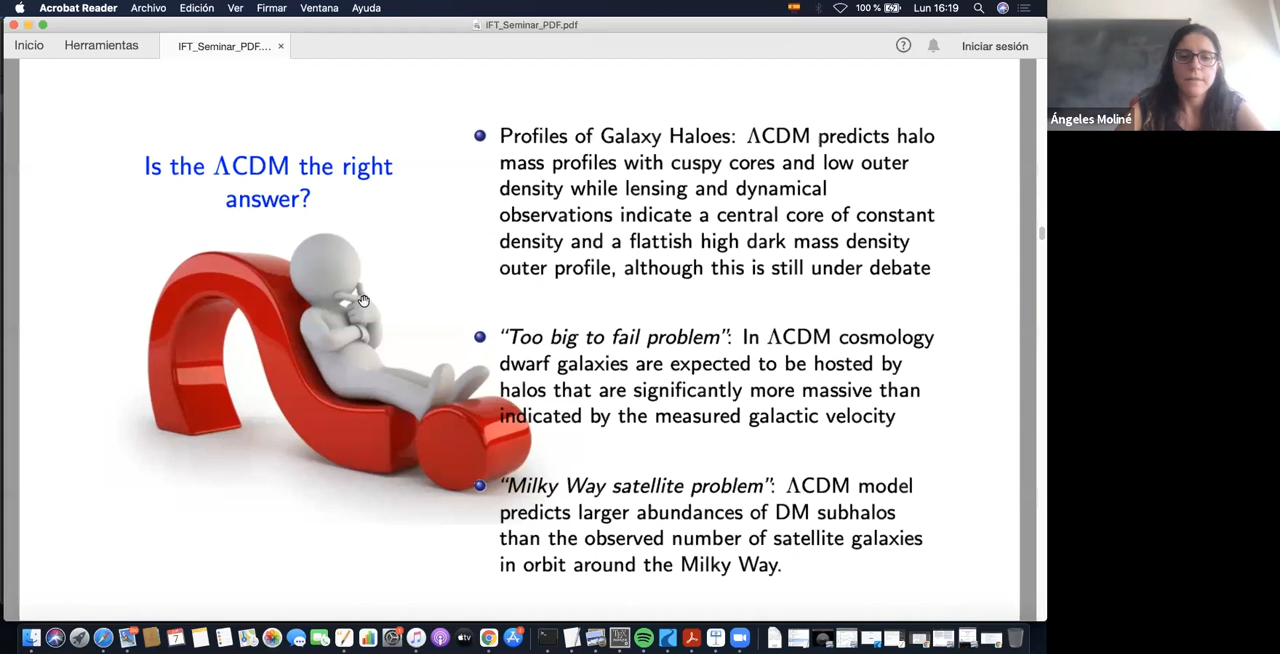 Acrobat Reader Archivo Edición Ver Firmar Ventana Ayuda 100 % Lun 16:19
IFT_Seminar_PDF.pdf
Inicio Herramientas IFT_Seminar_PDF.... × Iniciar sesión
Ángeles Moliné
Is the ΛCDM the right
answer?
Profiles of Galaxy Haloes: ΛCDM predicts halo
mass profiles with cuspy cores and low outer
density while lensing and dynamical
observations indicate a central core of constant
density and a flattish high dark mass density
outer profile, although this is still under debate
“Too big to fail problem”: In ΛCDM cosmology
dwarf galaxies are expected to be hosted by
halos that are significantly more massive than
indicated by the measured galactic velocity
“Milky Way satellite problem”: ΛCDM model
predicts larger abundances of DM subhalos
than the observed number of satellite galaxies
in orbit around the Milky Way.